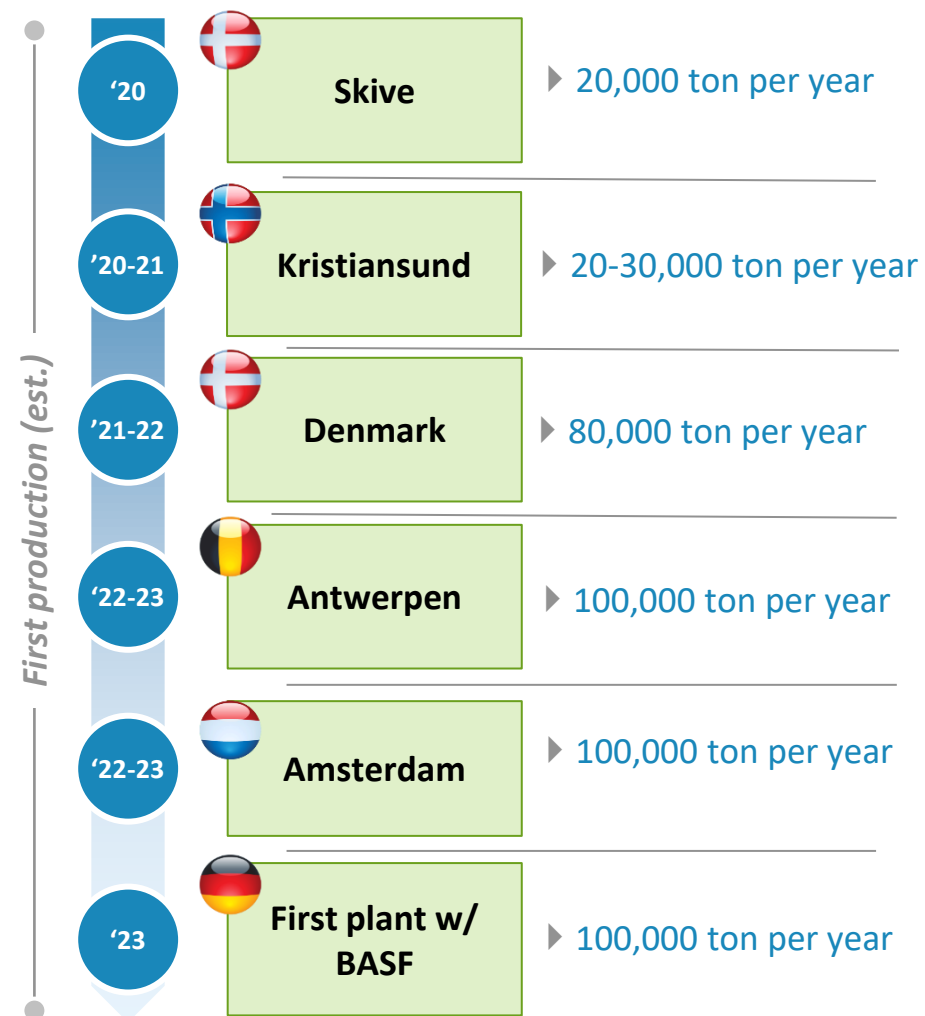 First production (est.)
‘20
Skive
20,000 ton per year
’20-21
Kristiansund
20-30,000 ton per year
’21-22
Denmark
80,000 ton per year
‘22-23
Antwerpen
100,000 ton per year
‘22-23
Amsterdam
100,000 ton per year
‘23
First plant w/
BASF
100,000 ton per year